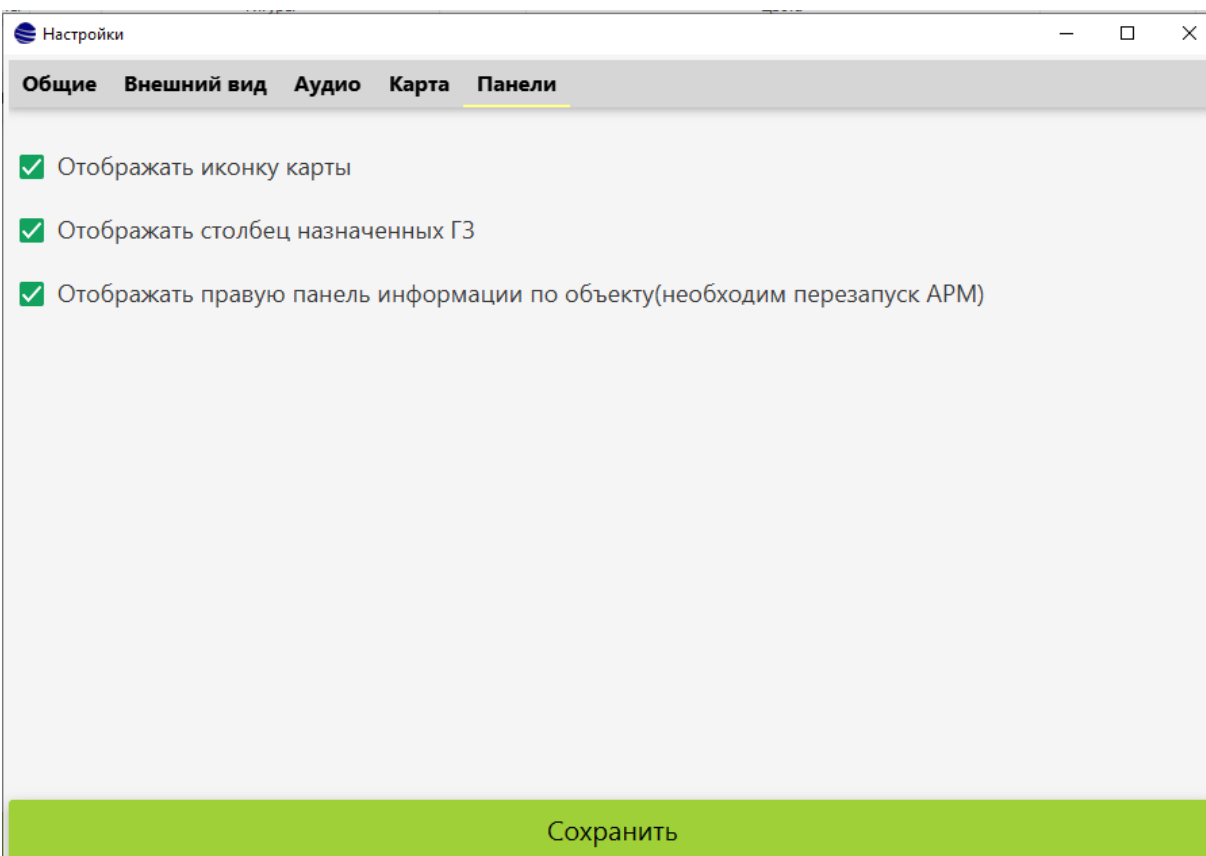 Настройки
Общие Внешний вид Аудио Карта Панели
Отображать иконку карты
Отображать столбец назначенных ГЗ
Отображать правую панель информации по объекту(необходим перезапуск АРМ)
Сохранить